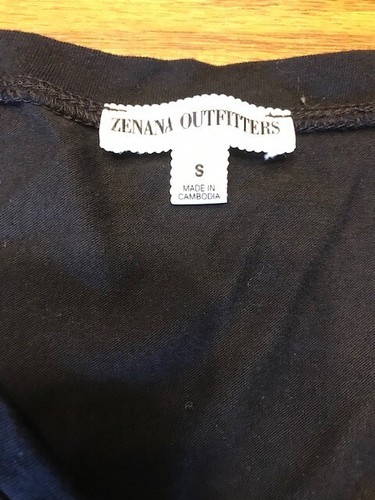 ZENANA OUTFITTERS
S
MADE IN
CAMBODIA